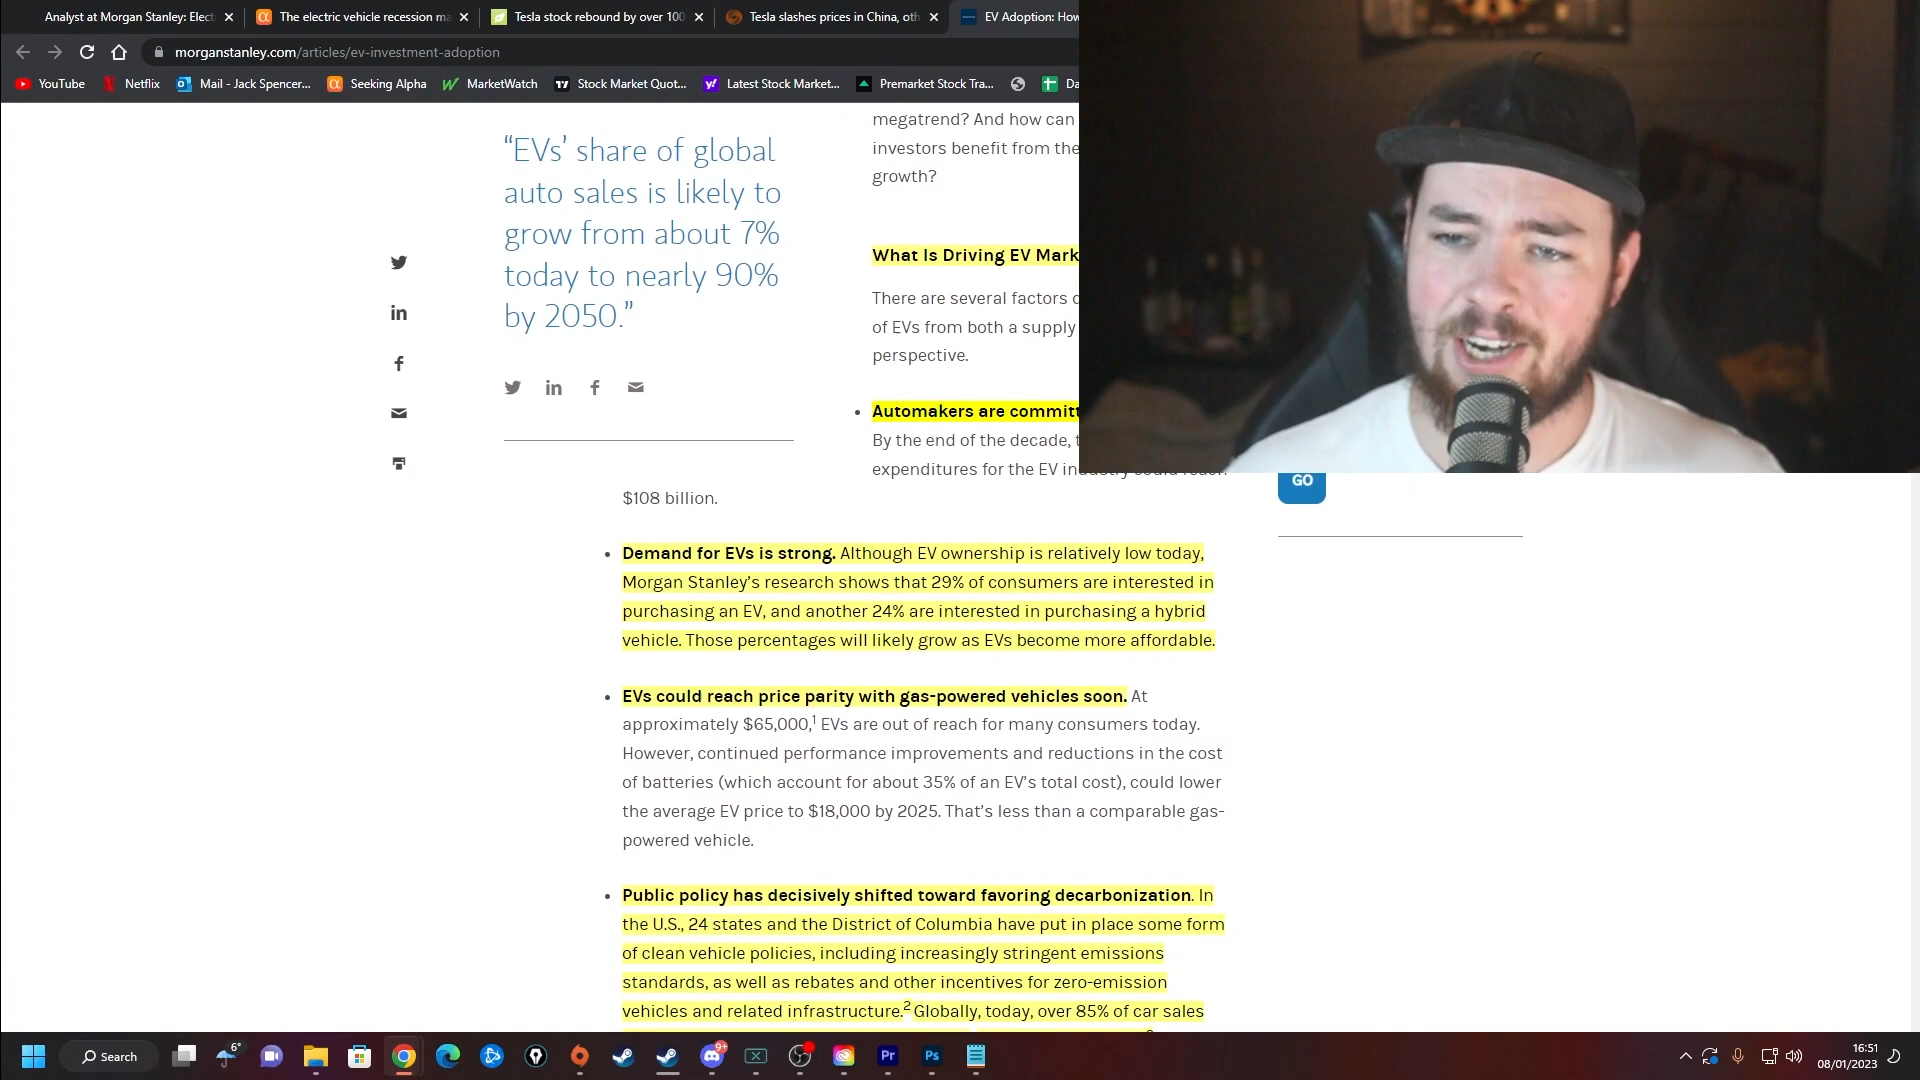 Analyst at Morgan Stanley: Elect
The electric vehicle recession ma
Tesla stock rebound by over 100
Tesla slashes prices in China, oth
EV Adoption: How
morganstanley.com/articles/ev-investment-adoption
YouTube
Netflix
Mail - Jack Spencer...
Seeking Alpha
MarketWatch
Stock Market Quot...
Latest Stock Market...
Premarket Stock Tra...
Da
“EVs’ share of global
auto sales is likely to
grow from about 7%
today to nearly 90%
by 2050.”
megatrend? And how can
investors benefit from the
growth?
What Is Driving EV Mark
There are several factors
of EVs from both a supply
perspective.
Automakers are committ
By the end of the decade, t
expenditures for the EV industry could reach
$108 billion.
GO
Demand for EVs is strong. Although EV ownership is relatively low today,
Morgan Stanley’s research shows that 29% of consumers are interested in
purchasing an EV, and another 24% are interested in purchasing a hybrid
vehicle. Those percentages will likely grow as EVs become more affordable.
EVs could reach price parity with gas-powered vehicles soon. At
approximately $65,000,1 EVs are out of reach for many consumers today.
However, continued performance improvements and reductions in the cost
of batteries (which account for about 35% of an EV’s total cost), could lower
the average EV price to $18,000 by 2025. That’s less than a comparable gas-
powered vehicle.
Public policy has decisively shifted toward favoring decarbonization. In
the U.S., 24 states and the District of Columbia have put in place some form
of clean vehicle policies, including increasingly stringent emissions
standards, as well as rebates and other incentives for zero-emission
vehicles and related infrastructure.2 Globally, today, over 85% of car sales
6°
Search
9+
Pr
Ps
16:51
08/01/2023